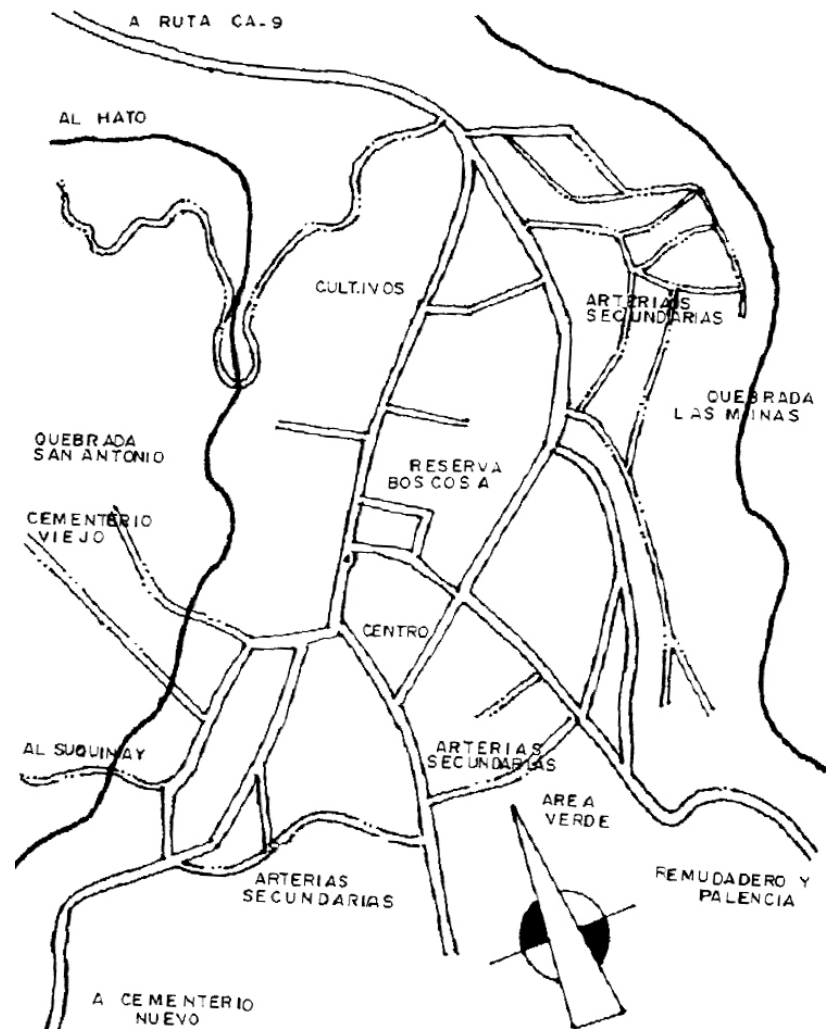 A RUTA CA-9
AL HATO
CULTIVOS
ARTERIAS
SECUNDARIAS
QUEBRADA
LAS MINAS
QUEBRADA
SAN ANTONIO
RESERVA
BOSCOSA
CEMENTERIO
VIEJO
CENTRO
AL SUQUINAY
ARTERIAS
SECUNDARIAS
AREA
VERDE
ARTERIAS
SECUNDARIAS
REMUDADERO Y
PALENCIA
A CEMENTERIO
NUEVO